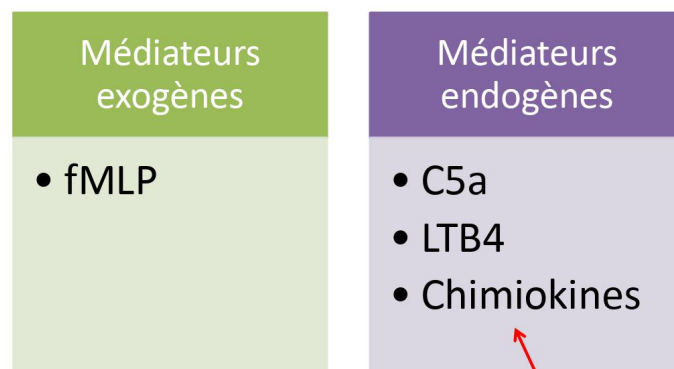 Médiateurs
exogènes
• fMLP
Médiateurs
endogènes
• C5a
• LTB4
• Chimiokines